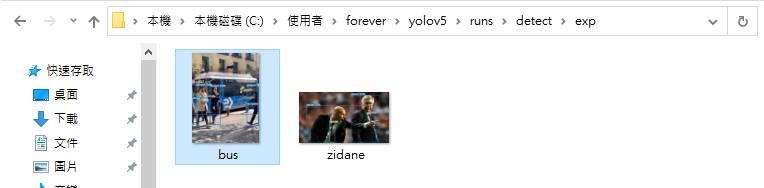 本機 > 本機磁碟 (C:) > 使用者 > forever > yolov5 > runs > detect > exp
快速存取
桌面
下載
文件
圖片
bus
zidane